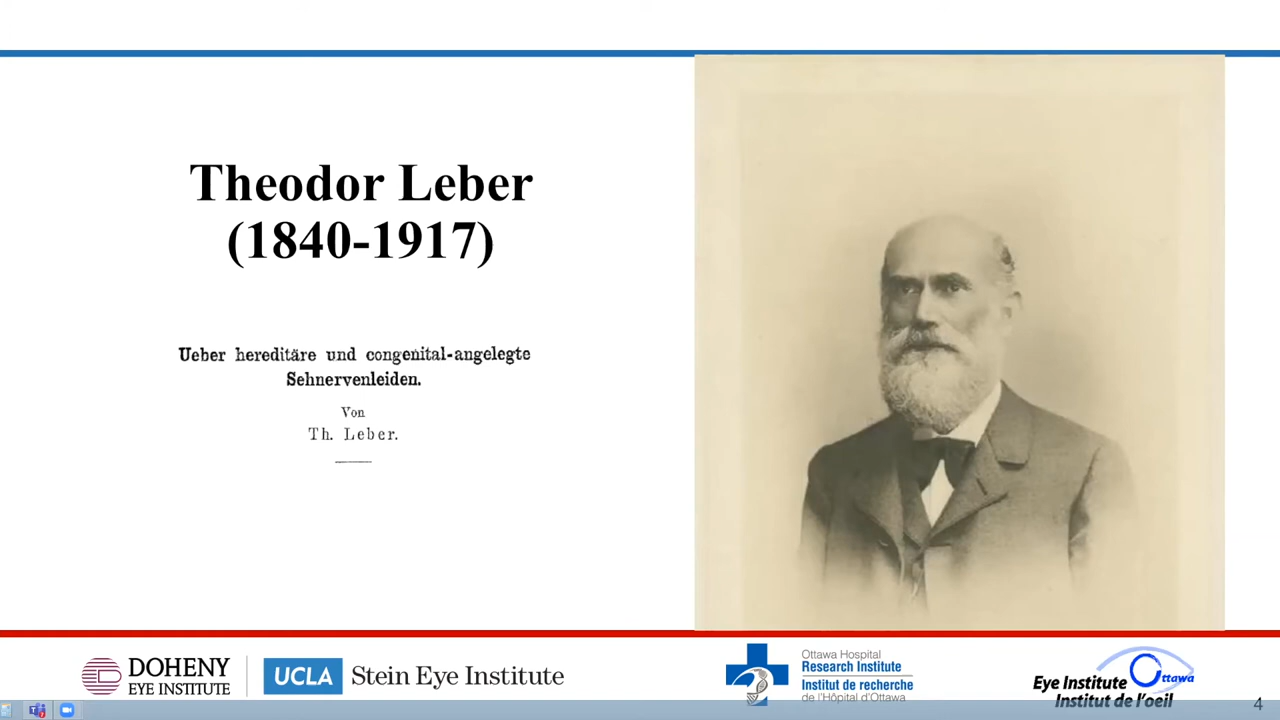 Theodor Leber
(1840-1917)
Ueber hereditäre und congenital-angelegte
Sehnervenleiden.
Von
Th. Leber.
DOHENY
EYE INSTITUTE
UCLA
Stein Eye Institute
Ottawa Hospital
Research Institute
Institut de recherche
de l'Hôpital d'Ottawa
Eye Institute Ottawa
Institut de l'oeil
4